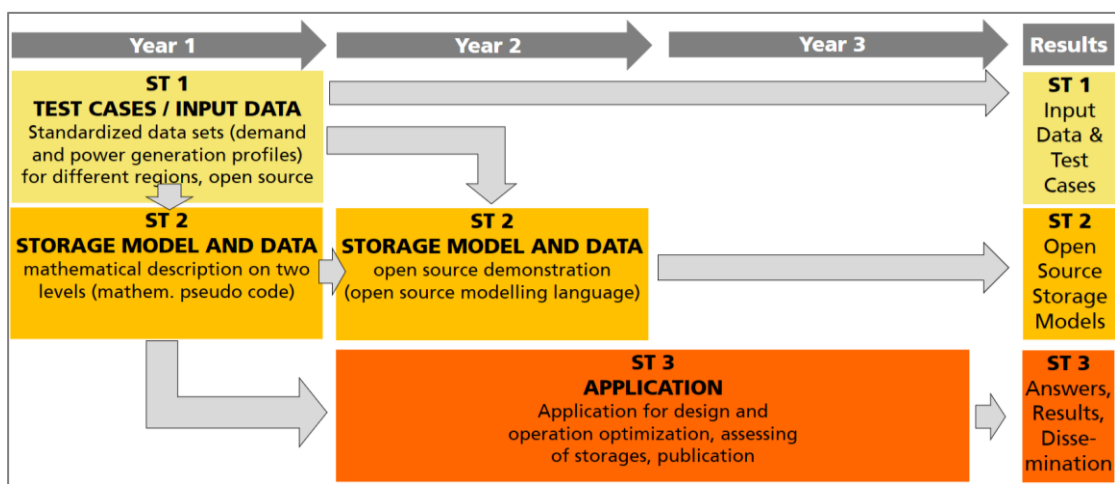 Year 1
Year 2
Year 3
Results
ST 1
TEST CASES / INPUT DATA
Standardized data sets (demand
and power generation profiles)
for different regions, open source
ST 1
Input
Data &
Test
Cases
ST 2
STORAGE MODEL AND DATA
mathematical description on two
levels (mathem. pseudo code)
ST 2
STORAGE MODEL AND DATA
open source demonstration
(open source modelling language)
ST 2
Open
Source
Storage
Models
ST 3
APPLICATION
Application for design and
operation optimization, assessing
of storages, publication
ST 3
Answers,
Results,
Disse-
mination